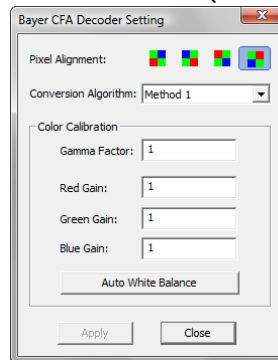 Bayer CFA Decoder Setting
Pixel Alignment:
Conversion Algorithm: Method 1
Color Calibration
Gamma Factor: 1
Red Gain: 1
Green Gain: 1
Blue Gain: 1
Auto White Balance
Apply Close